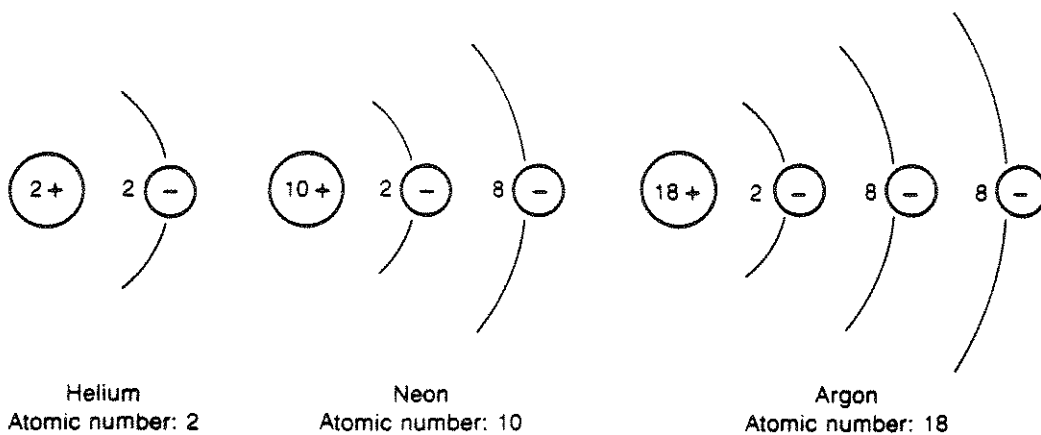 2+ 2 −
10+ 2 − 8 −
18+ 2 − 8 − 8 −
Helium
Atomic number: 2
Neon
Atomic number: 10
Argon
Atomic number: 18